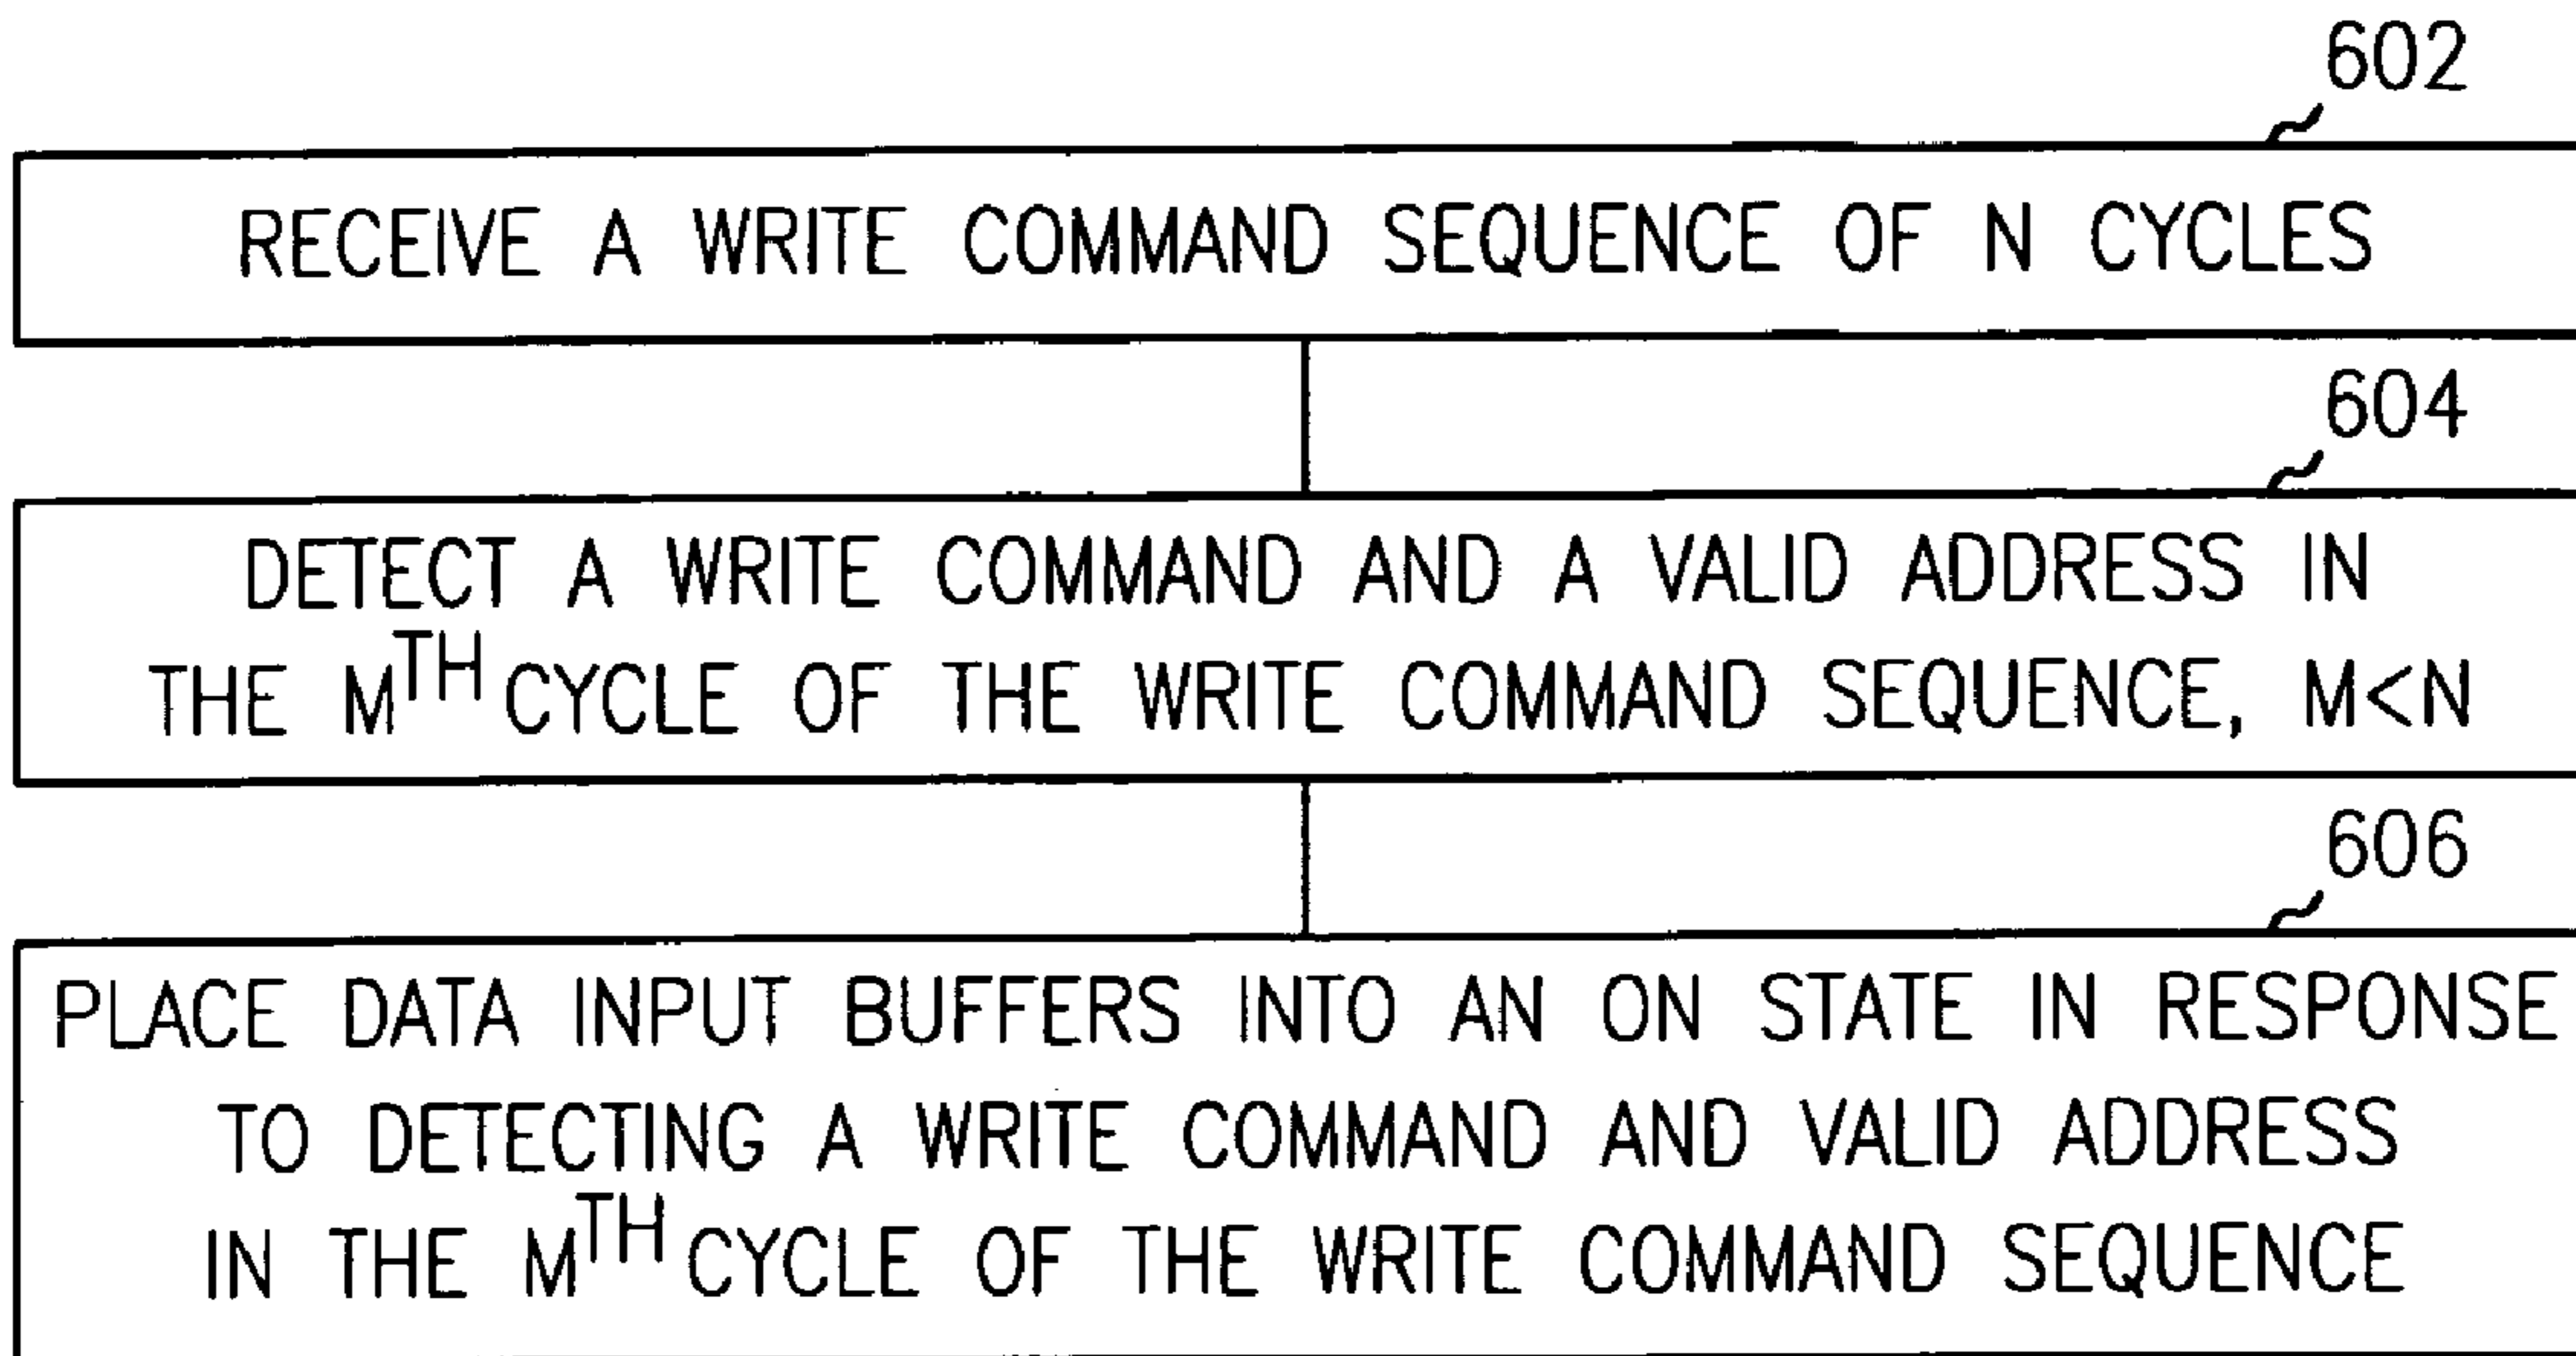 602
RECEIVE A WRITE COMMAND SEQUENCE OF N CYCLES
604
DETECT A WRITE COMMAND AND A VALID ADDRESS IN
THE MTH CYCLE OF THE WRITE COMMAND SEQUENCE, M<N
606
PLACE DATA INPUT BUFFERS INTO AN ON STATE IN RESPONSE
TO DETECTING A WRITE COMMAND AND VALID ADDRESS
IN THE MTH CYCLE OF THE WRITE COMMAND SEQUENCE